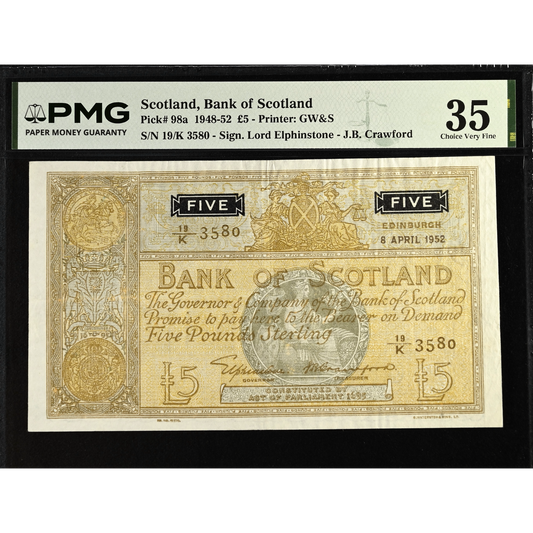 PMG
PAPER MONEY GUARANTY
Scotland, Bank of Scotland
Pick# 98a 1948-52 £5 - Printer: GW&S
S/N 19/K 3580 - Sign. Lord Elphinstone - J.B. Crawford
35
Choice Very Fine
FIVE
FIVE
19/K 3580
EDINBURGH
8 APRIL 1952
BANK OF SCOTLAND
The Governor & Company of the Bank of Scotland
Promise to pay here to the Bearer on Demand
Five Pounds Sterling
19/K 3580
Elphinstone
J.B. Crawford
GOVERNOR
£5
£5
CONSTITUTED BY
ACT OF PARLIAMENT 1695